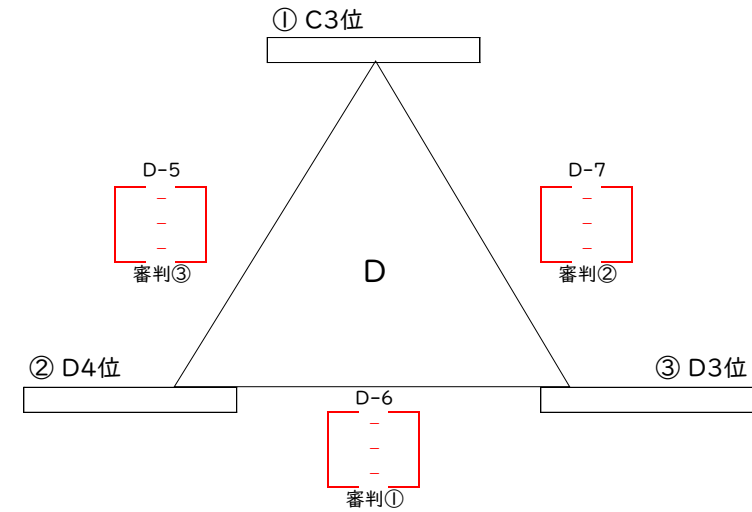 ① C3位
D-5
D-7
審判③
審判②
D
② D4位
③ D3位
D-6
審判①